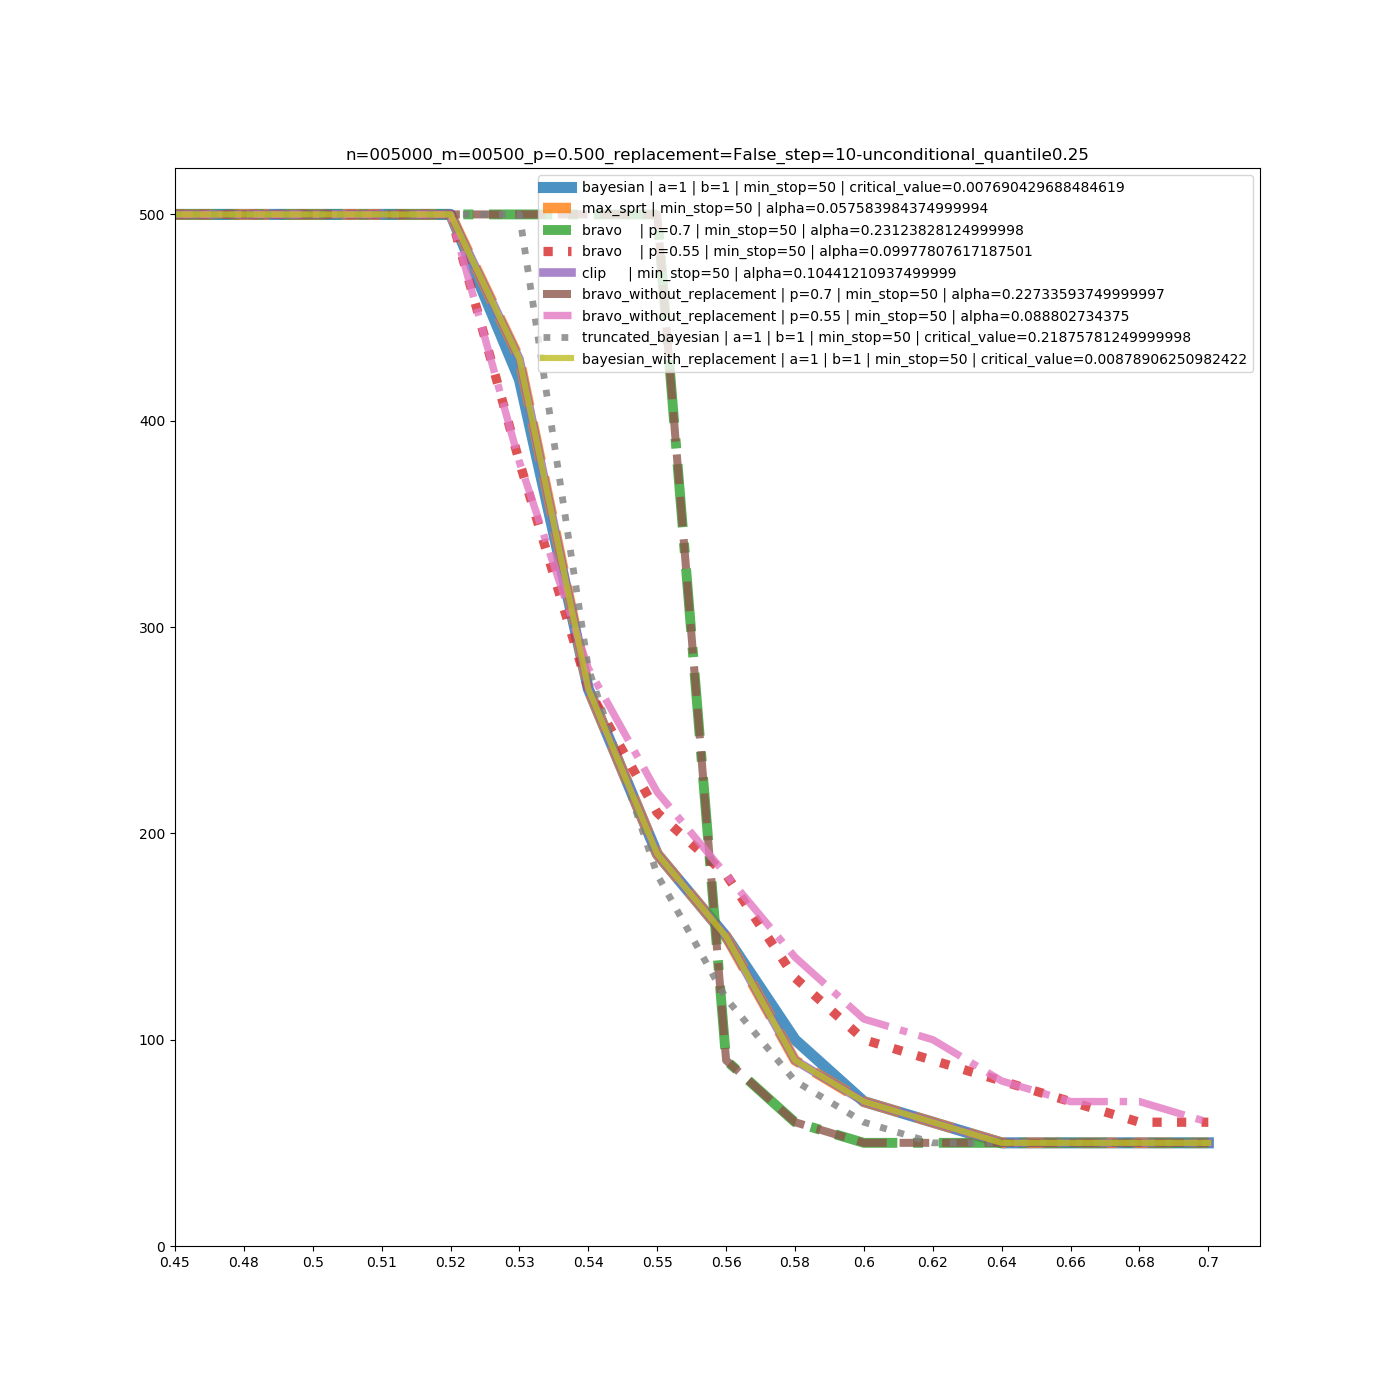 n=005000_m=00500_p=0.500_replacement=False_step=10-unconditional_quantile0.25
bayesian | a=1 | b=1 | min_stop=50 | critical_value=0.007690429688484619
max_sprt | min_stop=50 | alpha=0.057583984374999994
bravo | p=0.7 | min_stop=50 | alpha=0.23123828124999998
bravo | p=0.55 | min_stop=50 | alpha=0.09977807617187501
clip | min_stop=50 | alpha=0.10441210937499999
bravo_without_replacement | p=0.7 | min_stop=50 | alpha=0.22733593749999997
bravo_without_replacement | p=0.55 | min_stop=50 | alpha=0.088802734375
truncated_bayesian | a=1 | b=1 | min_stop=50 | critical_value=0.21875781249999998
bayesian_with_replacement | a=1 | b=1 | min_stop=50 | critical_value=0.00878906250982422
500
400
300
200
100
0
0.45 0.48 0.5 0.51 0.52 0.53 0.54 0.55 0.56 0.58 0.6 0.62 0.64 0.66 0.68 0.7